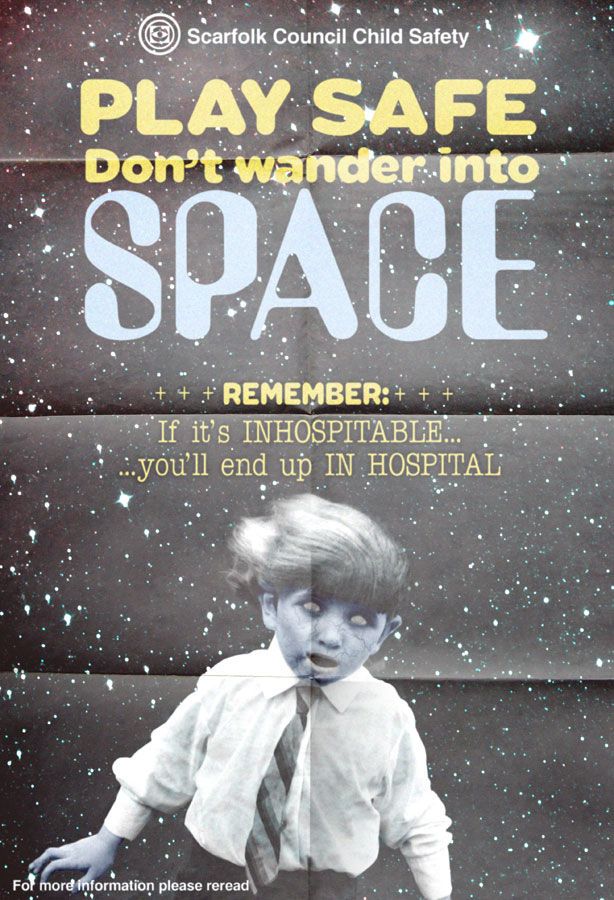 Scarfolk Council Child Safety
PLAY SAFE
Don't wander into
SPACE
+ + + REMEMBER: + + +
If it's INHOSPITABLE...
...you'll end up IN HOSPITAL
For more information please reread